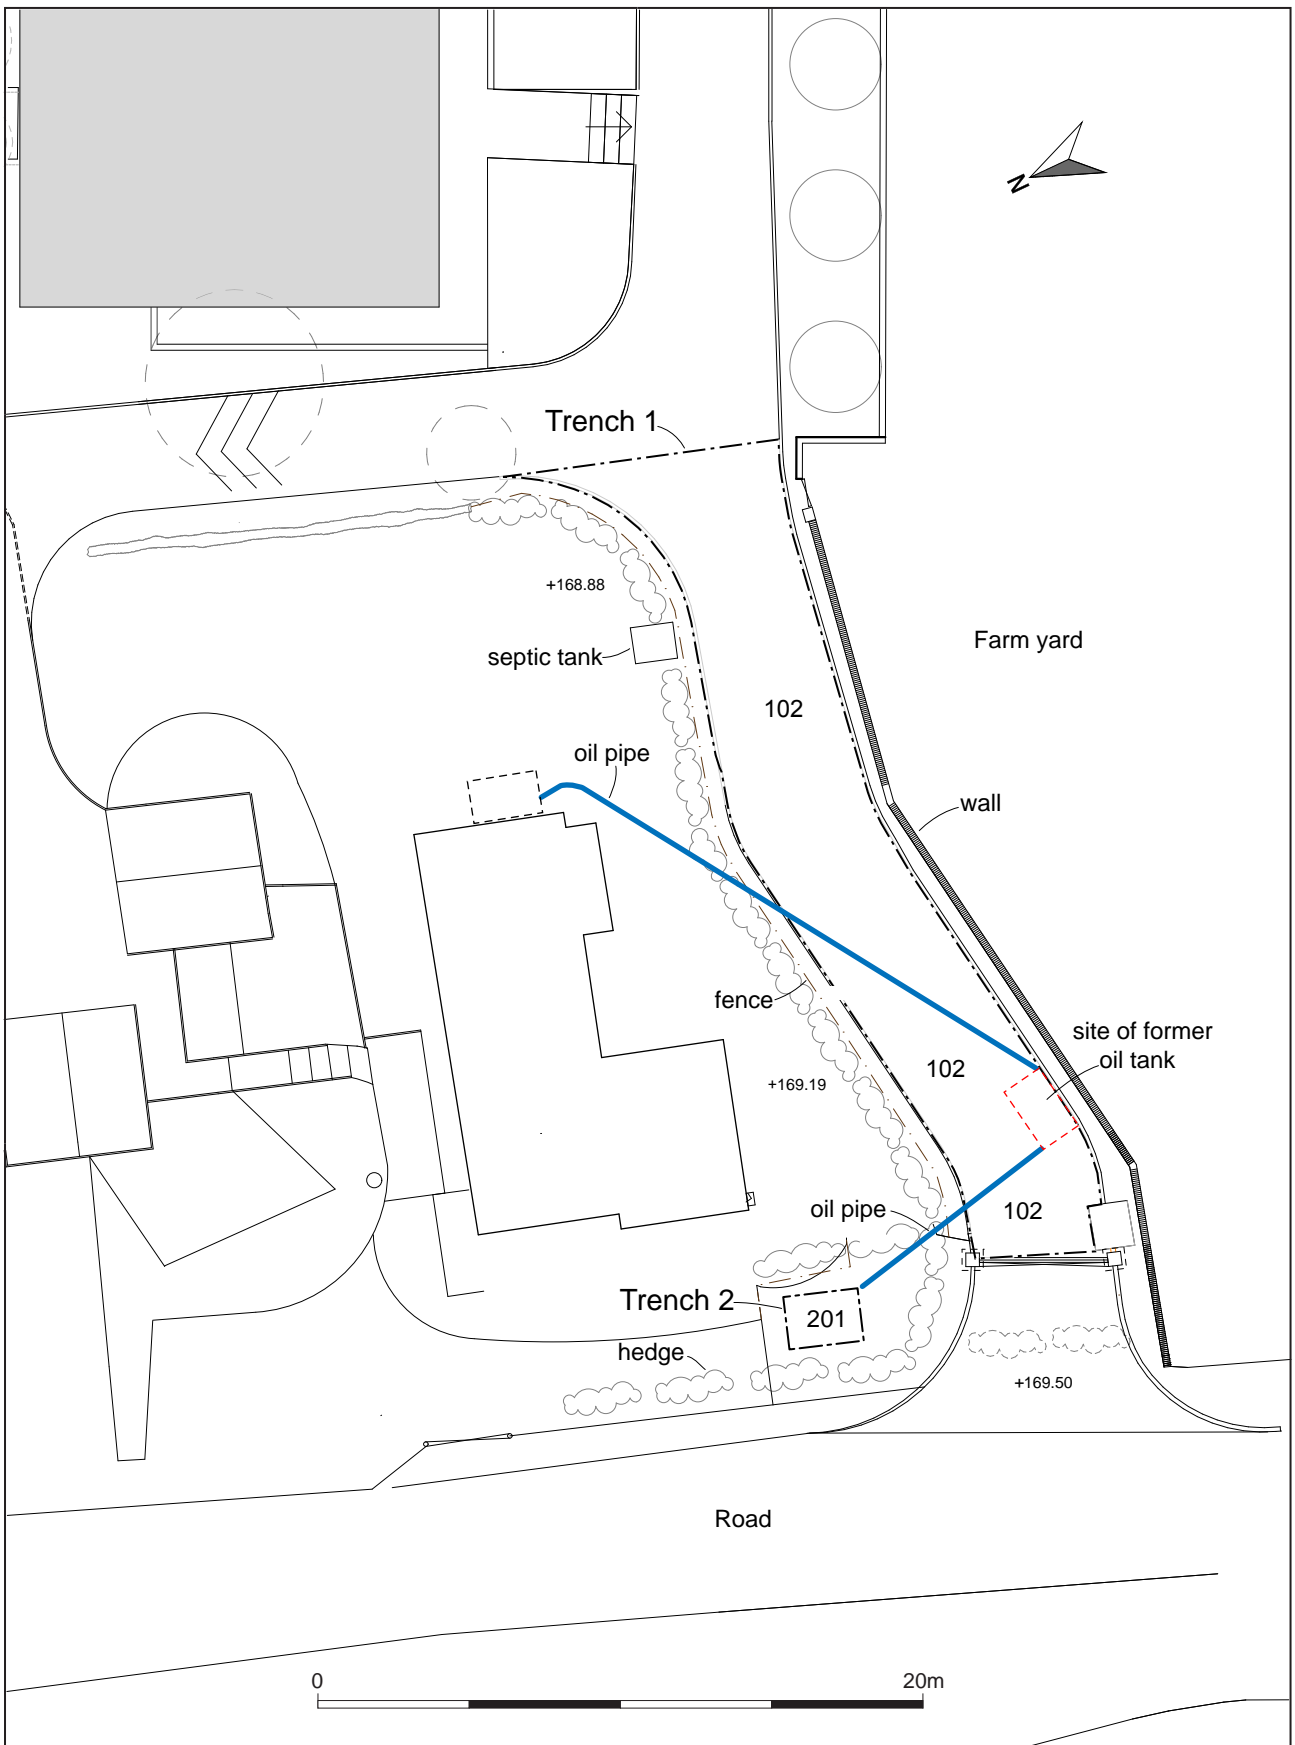 N
Trench 1
+168.88
septic tank
Farm yard
102
oil pipe
wall
fence
site of former
oil tank
102
+169.19
oil pipe
102
Trench 2
201
hedge
+169.50
Road
0
20m